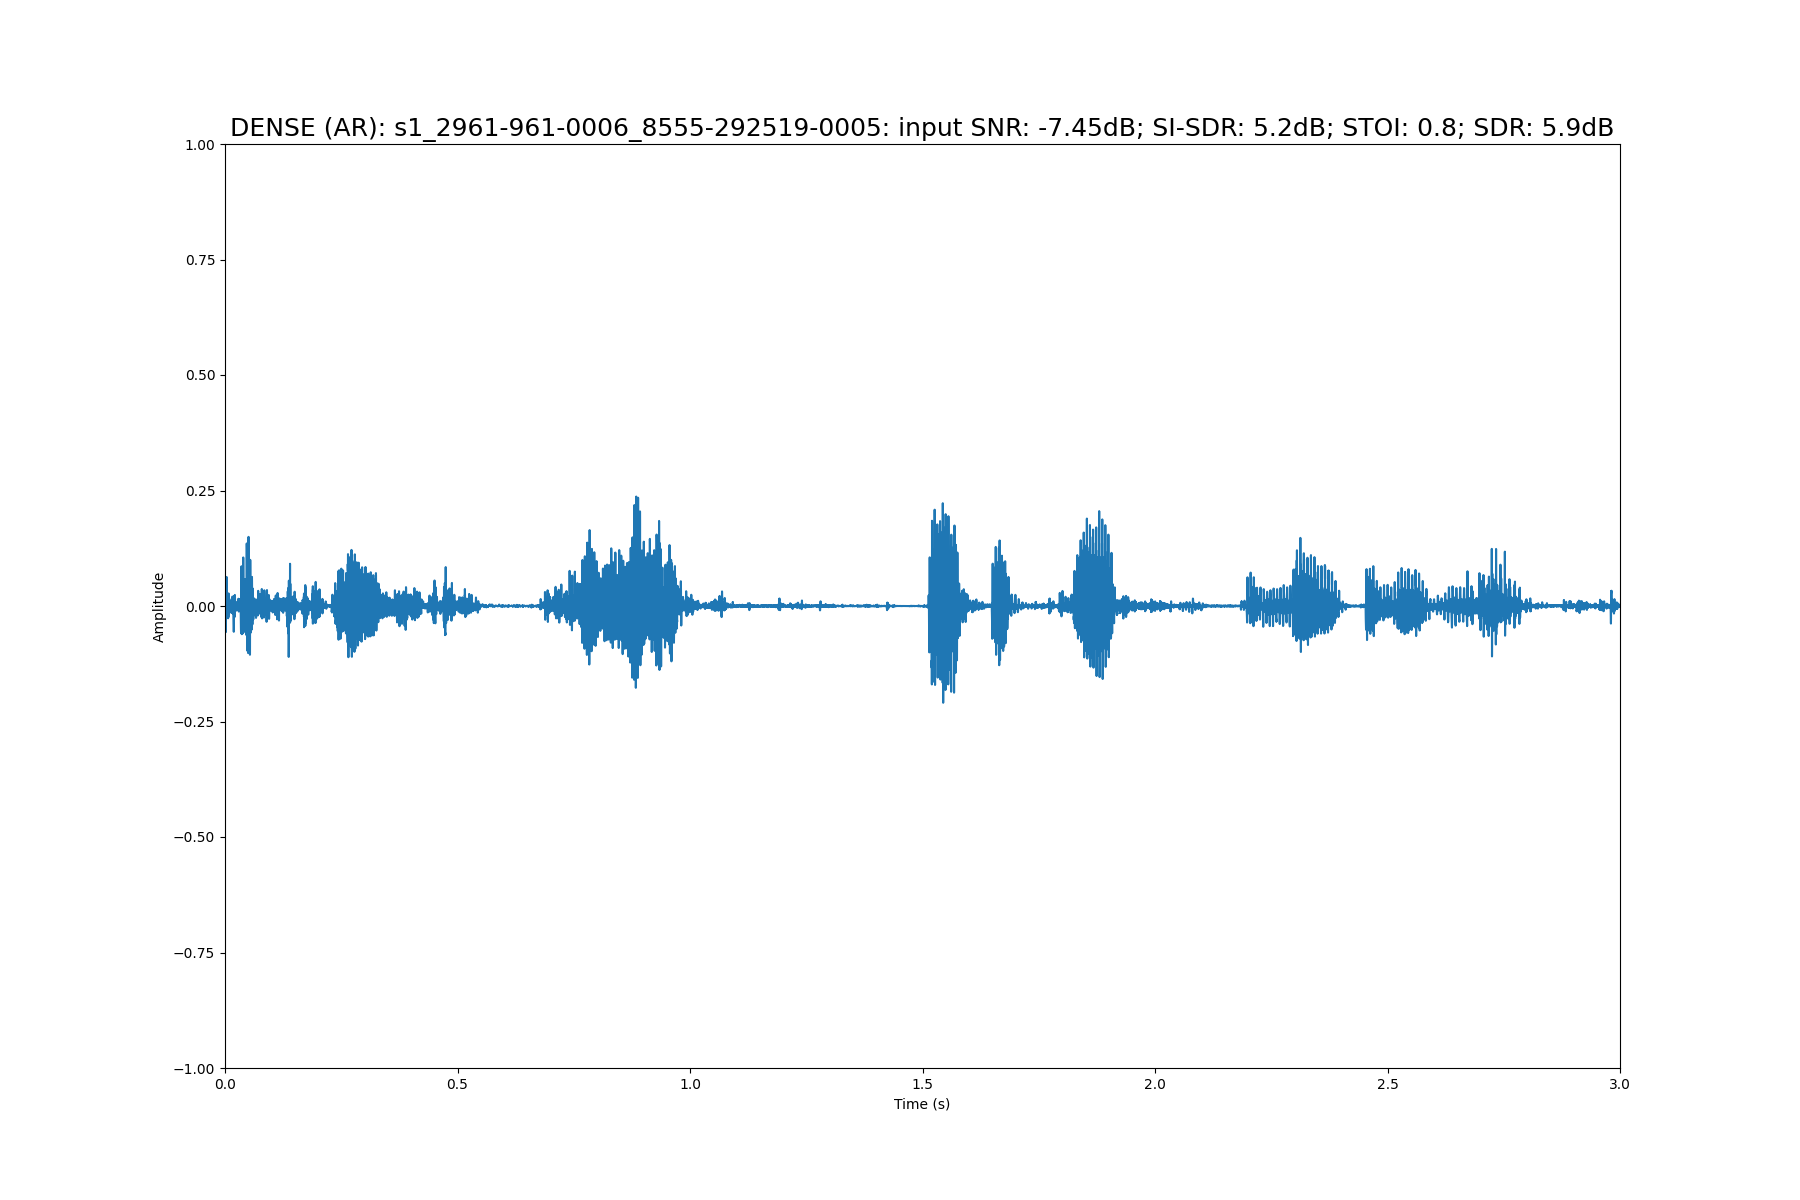 DENSE (AR): s1_2961-961-0006_8555-292519-0005: input SNR: -7.45dB; SI-SDR: 5.2dB; STOI: 0.8; SDR: 5.9dB
1.00
0.75
0.50
0.25
0.00
−0.25
−0.50
−0.75
−1.00
Amplitude
0.0 0.5 1.0 1.5 2.0 2.5 3.0
Time (s)